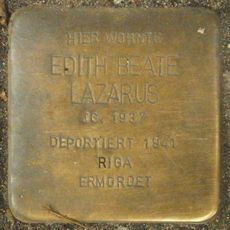 HIER WOHNTE
EDITH BEATE
LAZARUS
JG. 1937
DEPORTIERT 1941
RIGA
ERMORDET